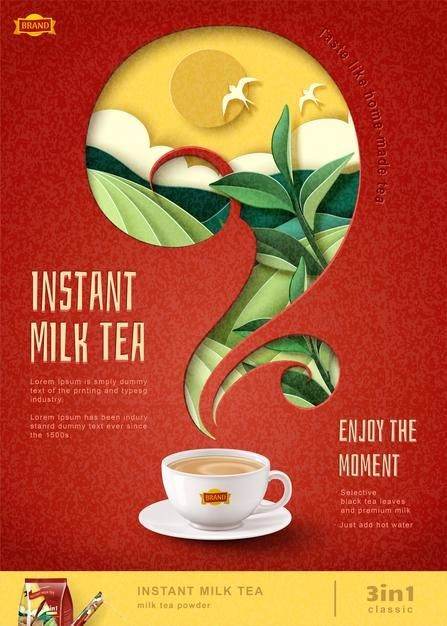 BRAND
Taste like home-made tea
INSTANT
MILK TEA
Lorem Ipsum is simply dummy
text of the printing and typesg
industry.
Lorem Ipsum has been indury
stanrd dummy text ever since
the 1500s.
ENJOY THE
MOMENT
Selective
black tea leaves
and premium milk
Just add hot water
BRAND
INSTANT MILK TEA
milk tea powder
3in1
classic